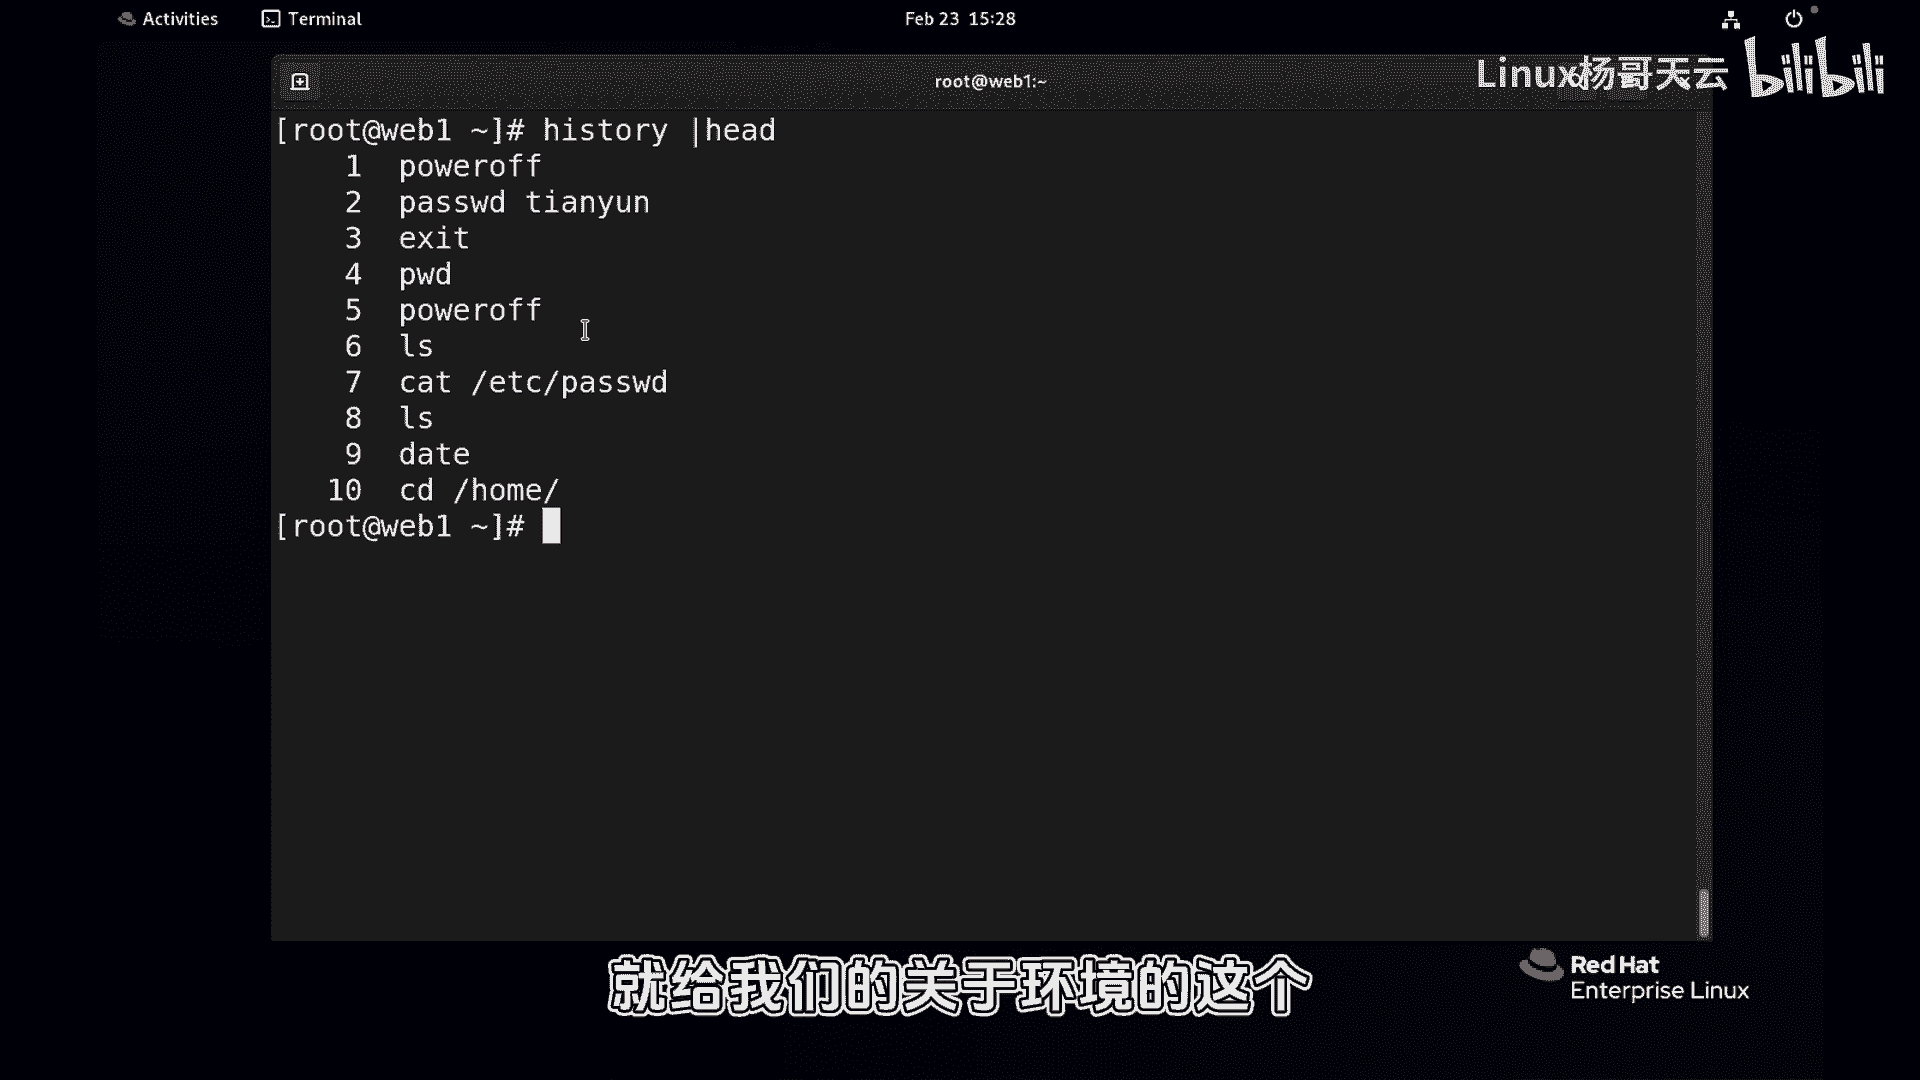 Activities Terminal Feb 23 15:28
root@web1:~
Linux杨哥天云 bilibili
[root@web1 ~]# history |head
1 poweroff
2 passwd tianyun
3 exit
4 pwd
5 poweroff
6 ls
7 cat /etc/passwd
8 ls
9 date
10 cd /home/
[root@web1 ~]#
就给我们的关于环境的这个
Red Hat
Enterprise Linux